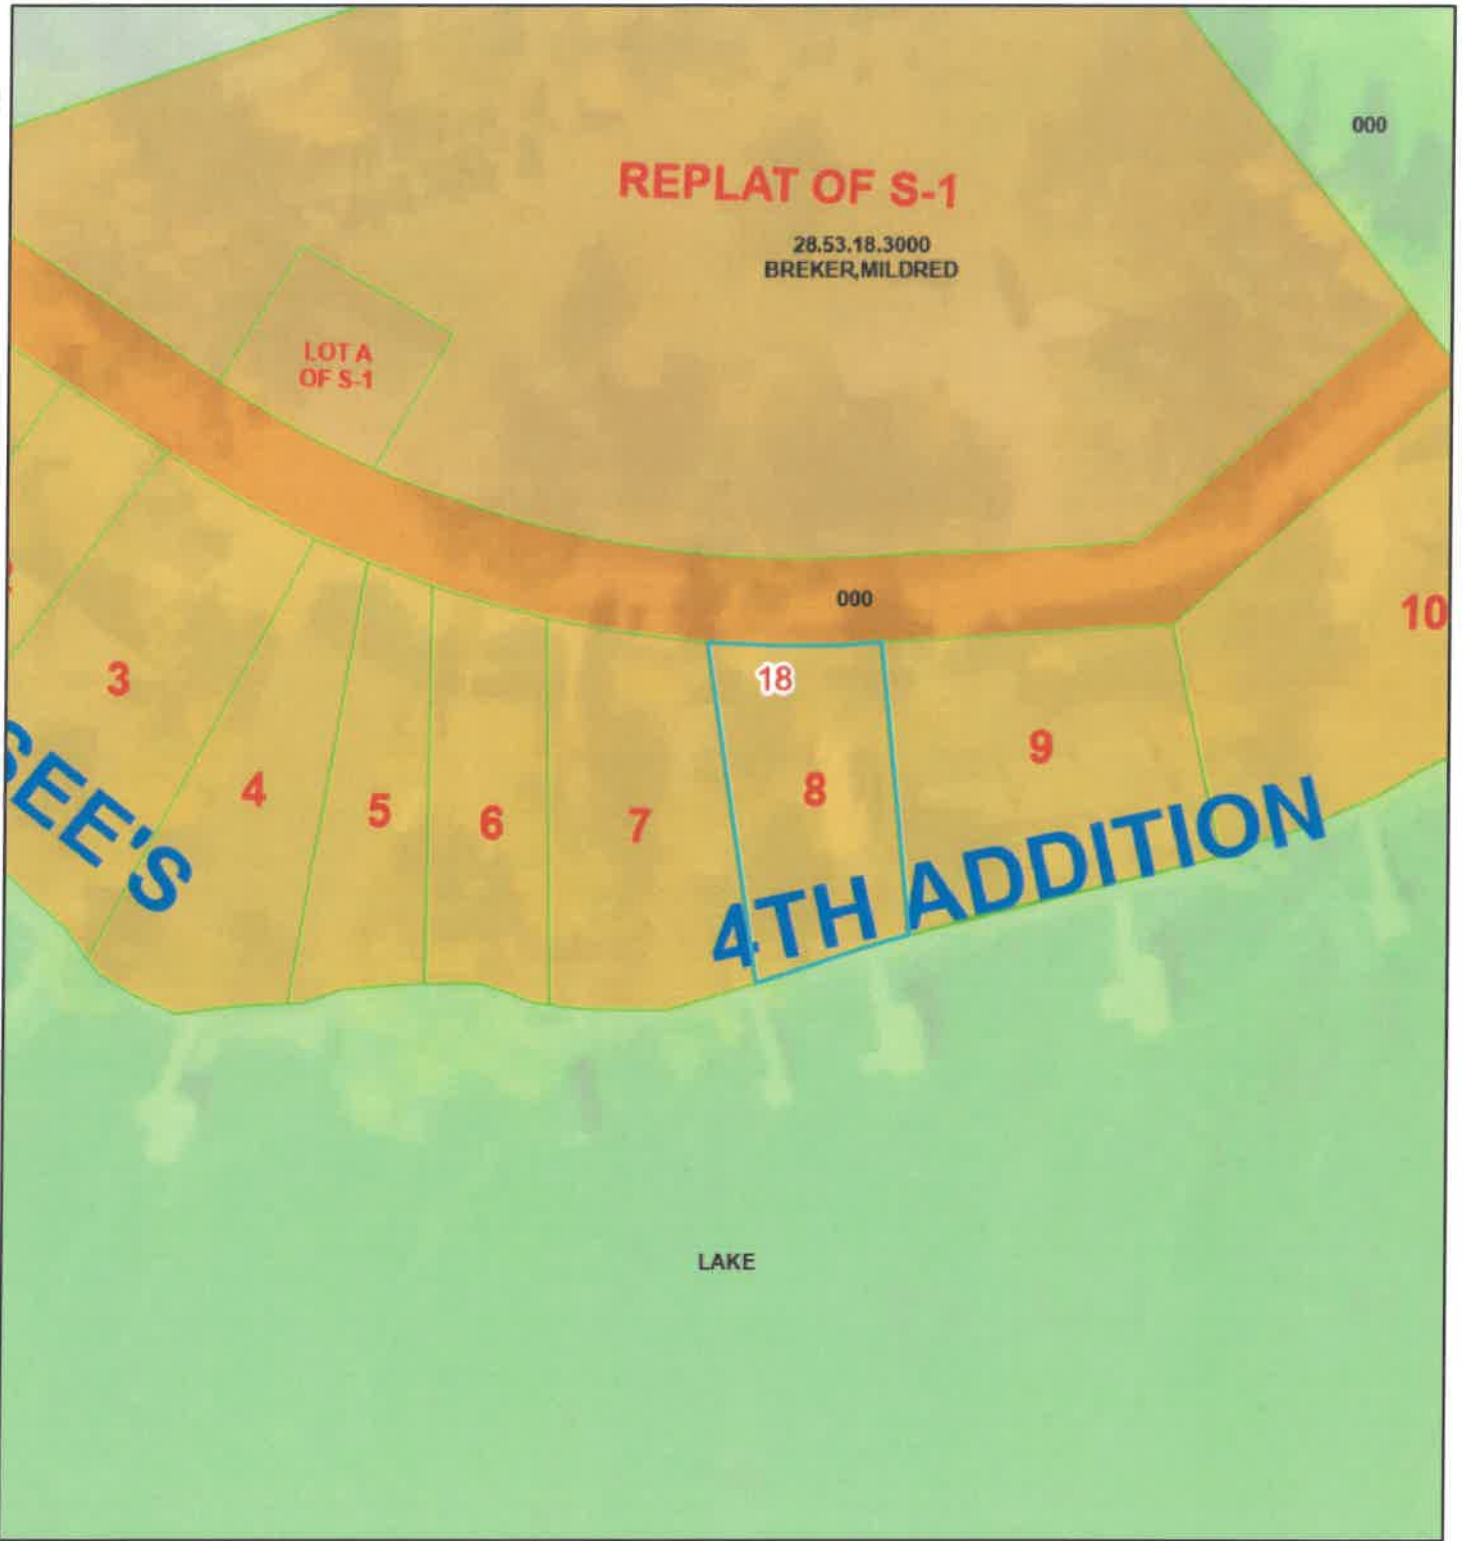 000
REPLAT OF S-1
28.53.18.3000
BREKER,MILDRED
LOT A
OF S-1
000
10
3
18
9
4
5
6
7
8
SEE'S
4TH ADDITION
LAKE